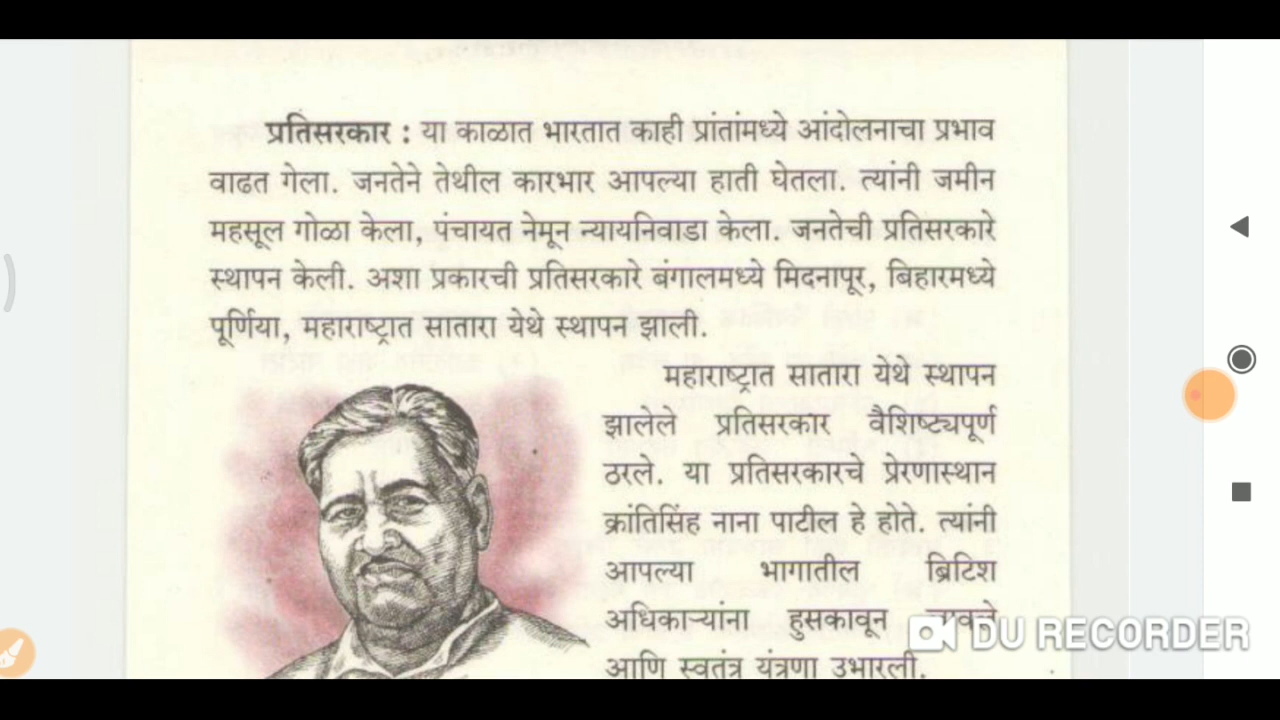 प्रतिसरकार : या काळात भारतात काही प्रांतांमध्ये आंदोलनाचा प्रभाव
वाढत गेला. जनतेने तेथील कारभार आपल्या हाती घेतला. त्यांनी जमीन
महसूल गोळा केला, पंचायत नेमून न्यायनिवाडा केला. जनतेची प्रतिसरकारे
स्थापन केली. अशा प्रकारची प्रतिसरकारे बंगालमध्ये मिदनापूर, बिहारमध्ये
पूर्णिया, महाराष्ट्रात सातारा येथे स्थापन झाली.
महाराष्ट्रात सातारा येथे स्थापन
झालेले प्रतिसरकार वैशिष्ट्यपूर्ण
ठरले. या प्रतिसरकारचे प्रेरणास्थान
क्रांतिसिंह नाना पाटील हे होते. त्यांनी
आपल्या भागातील ब्रिटिश
अधिकाऱ्यांना हुसकावून
आणि स्वतंत्र यंत्रणा उभारली.
DU RECORDER